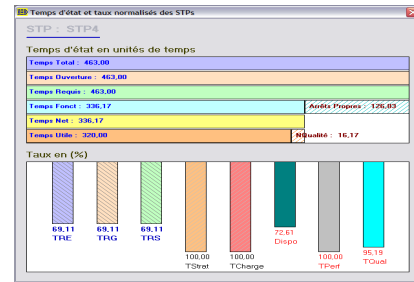 Temps d'état et taux normalisés des STPs
STP : STP4
Temps d'état en unités de temps
Temps Total : 463,00
Temps Ouverture : 463,00
Temps Requis : 463,00
Temps Fonct : 336,17
Arrêts Propres : 126,83
Temps Net : 336,17
Temps Utile : 320,00
NQualité : 16,17
Taux en (%)
69,11 69,11 69,11 100,00 100,00 72,61 100,00 95,19
TRE TRG TRS TStrat TCharge Dispo TPerf TQual